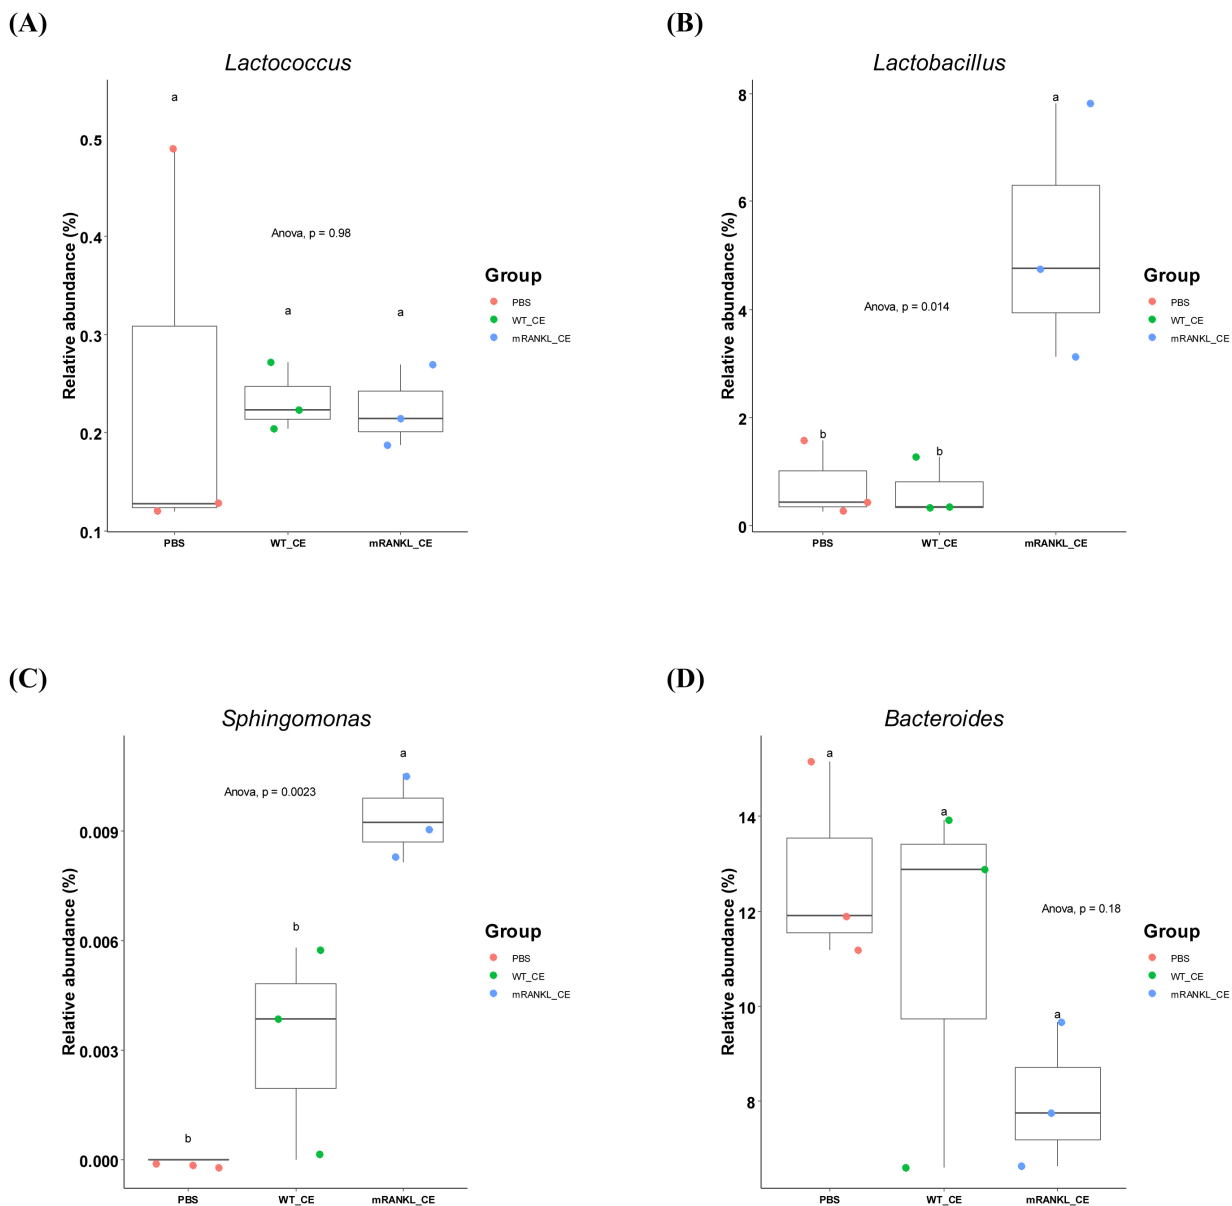 (A)
Lactococcus
Relative abundance (%)
0.5
0.4
0.3
0.2
0.1
a
a
a
Anova, p = 0.98
PBS
WT_CE
mRANKL_CE
Group
PBS
WT_CE
mRANKL_CE
(B)
Lactobacillus
Relative abundance (%)
8
6
4
2
0
b
b
a
Anova, p = 0.014
PBS
WT_CE
mRANKL_CE
Group
PBS
WT_CE
mRANKL_CE
(C)
Sphingomonas
Relative abundance (%)
0.009
0.006
0.003
0.000
b
b
a
Anova, p = 0.0023
PBS
WT_CE
mRANKL_CE
Group
PBS
WT_CE
mRANKL_CE
(D)
Bacteroides
Relative abundance (%)
14
12
10
8
a
a
a
Anova, p = 0.18
PBS
WT_CE
mRANKL_CE
Group
PBS
WT_CE
mRANKL_CE